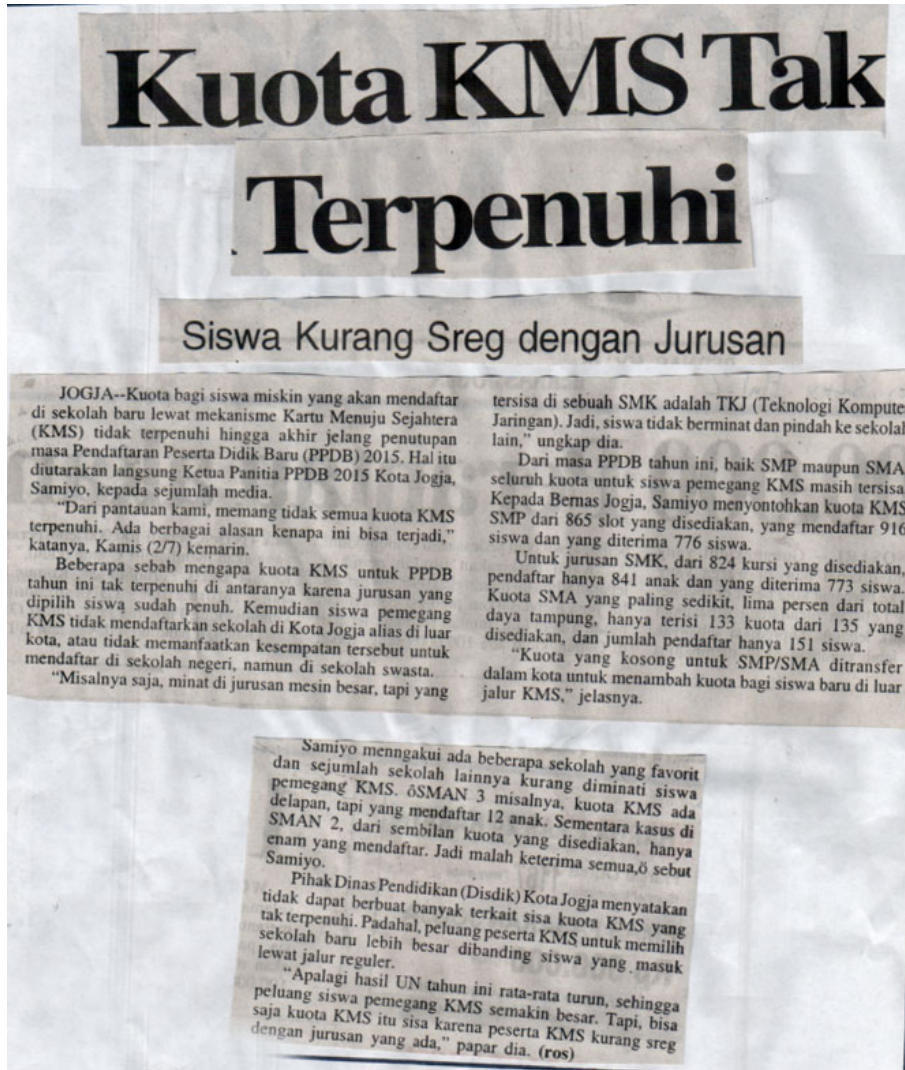 Kuota KMS Tak
Terpenuhi
Siswa Kurang Sreg dengan Jurusan
JOGJA--Kuota bagi siswa miskin yang akan mendaftar
di sekolah baru lewat mekanisme Kartu Menuju Sejahtera
(KMS) tidak terpenuhi hingga akhir jelang penutupan
masa Pendaftaran Peserta Didik Baru (PPDB) 2015. Hal itu
diutarakan langsung Ketua Panitia PPDB 2015 Kota Jogja,
Samiyo, kepada sejumlah media.
“Dari pantauan kami, memang tidak semua kuota KMS
terpenuhi. Ada berbagai alasan kenapa ini bisa terjadi,”
katanya, Kamis (2/7) kemarin.
Beberapa sebab mengapa kuota KMS untuk PPDB
tahun ini tak terpenuhi di antaranya karena jurusan yang
dipilih siswa sudah penuh. Kemudian siswa pemegang
KMS tidak mendaftarkan sekolah di Kota Jogja alias di luar
kota, atau tidak memanfaatkan kesempatan tersebut untuk
mendaftar di sekolah negeri, namun di sekolah swasta.
“Misalnya saja, minat di jurusan mesin besar, tapi yang
tersisa di sebuah SMK adalah TKJ (Teknologi Kompute
Jaringan). Jadi, siswa tidak berminat dan pindah ke sekolal
lain,” ungkap dia.
Dari masa PPDB tahun ini, baik SMP maupun SMA
seluruh kuota untuk siswa pemegang KMS masih tersisa
Kepada Bernas Jogja, Samiyo menyontohkan kuota KMS
SMP dari 865 slot yang disediakan, yang mendaftar 916
siswa dan yang diterima 776 siswa.
Untuk jurusan SMK, dari 824 kursi yang disediakan,
pendaftar hanya 841 anak dan yang diterima 773 siswa.
Kuota SMA yang paling sedikit, lima persen dari total
daya tampung, hanya terisi 133 kuota dari 135 yang
disediakan, dan jumlah pendaftar hanya 151 siswa.
“Kuota yang kosong untuk SMP/SMA ditransfer
dalam kota untuk menambah kuota bagi siswa baru di luar
jalur KMS,” jelasnya.
Samiyo menngakui ada beberapa sekolah yang favorit
dan sejumlah sekolah lainnya kurang diminati siswa
pemegang KMS. ôSMAN 3 misalnya, kuota KMS ada
delapan, tapi yang mendaftar 12 anak. Sementara kasus di
SMAN 2, dari sembilan kuota yang disediakan, hanya
enam yang mendaftar. Jadi malah keterima semua,ö sebut
Samiyo.
Pihak Dinas Pendidikan (Disdik) Kota Jogja menyatakan
tidak dapat berbuat banyak terkait sisa kuota KMS yang
tak terpenuhi. Padahal, peluang peserta KMS untuk memilih
sekolah baru lebih besar dibanding siswa yang masuk
lewat jalur reguler.
“Apalagi hasil UN tahun ini rata-rata turun, sehingga
peluang siswa pemegang KMS semakin besar. Tapi, bisa
saja kuota KMS itu sisa karena peserta KMS kurang sreg
dengan jurusan yang ada,” papar dia. (ros)